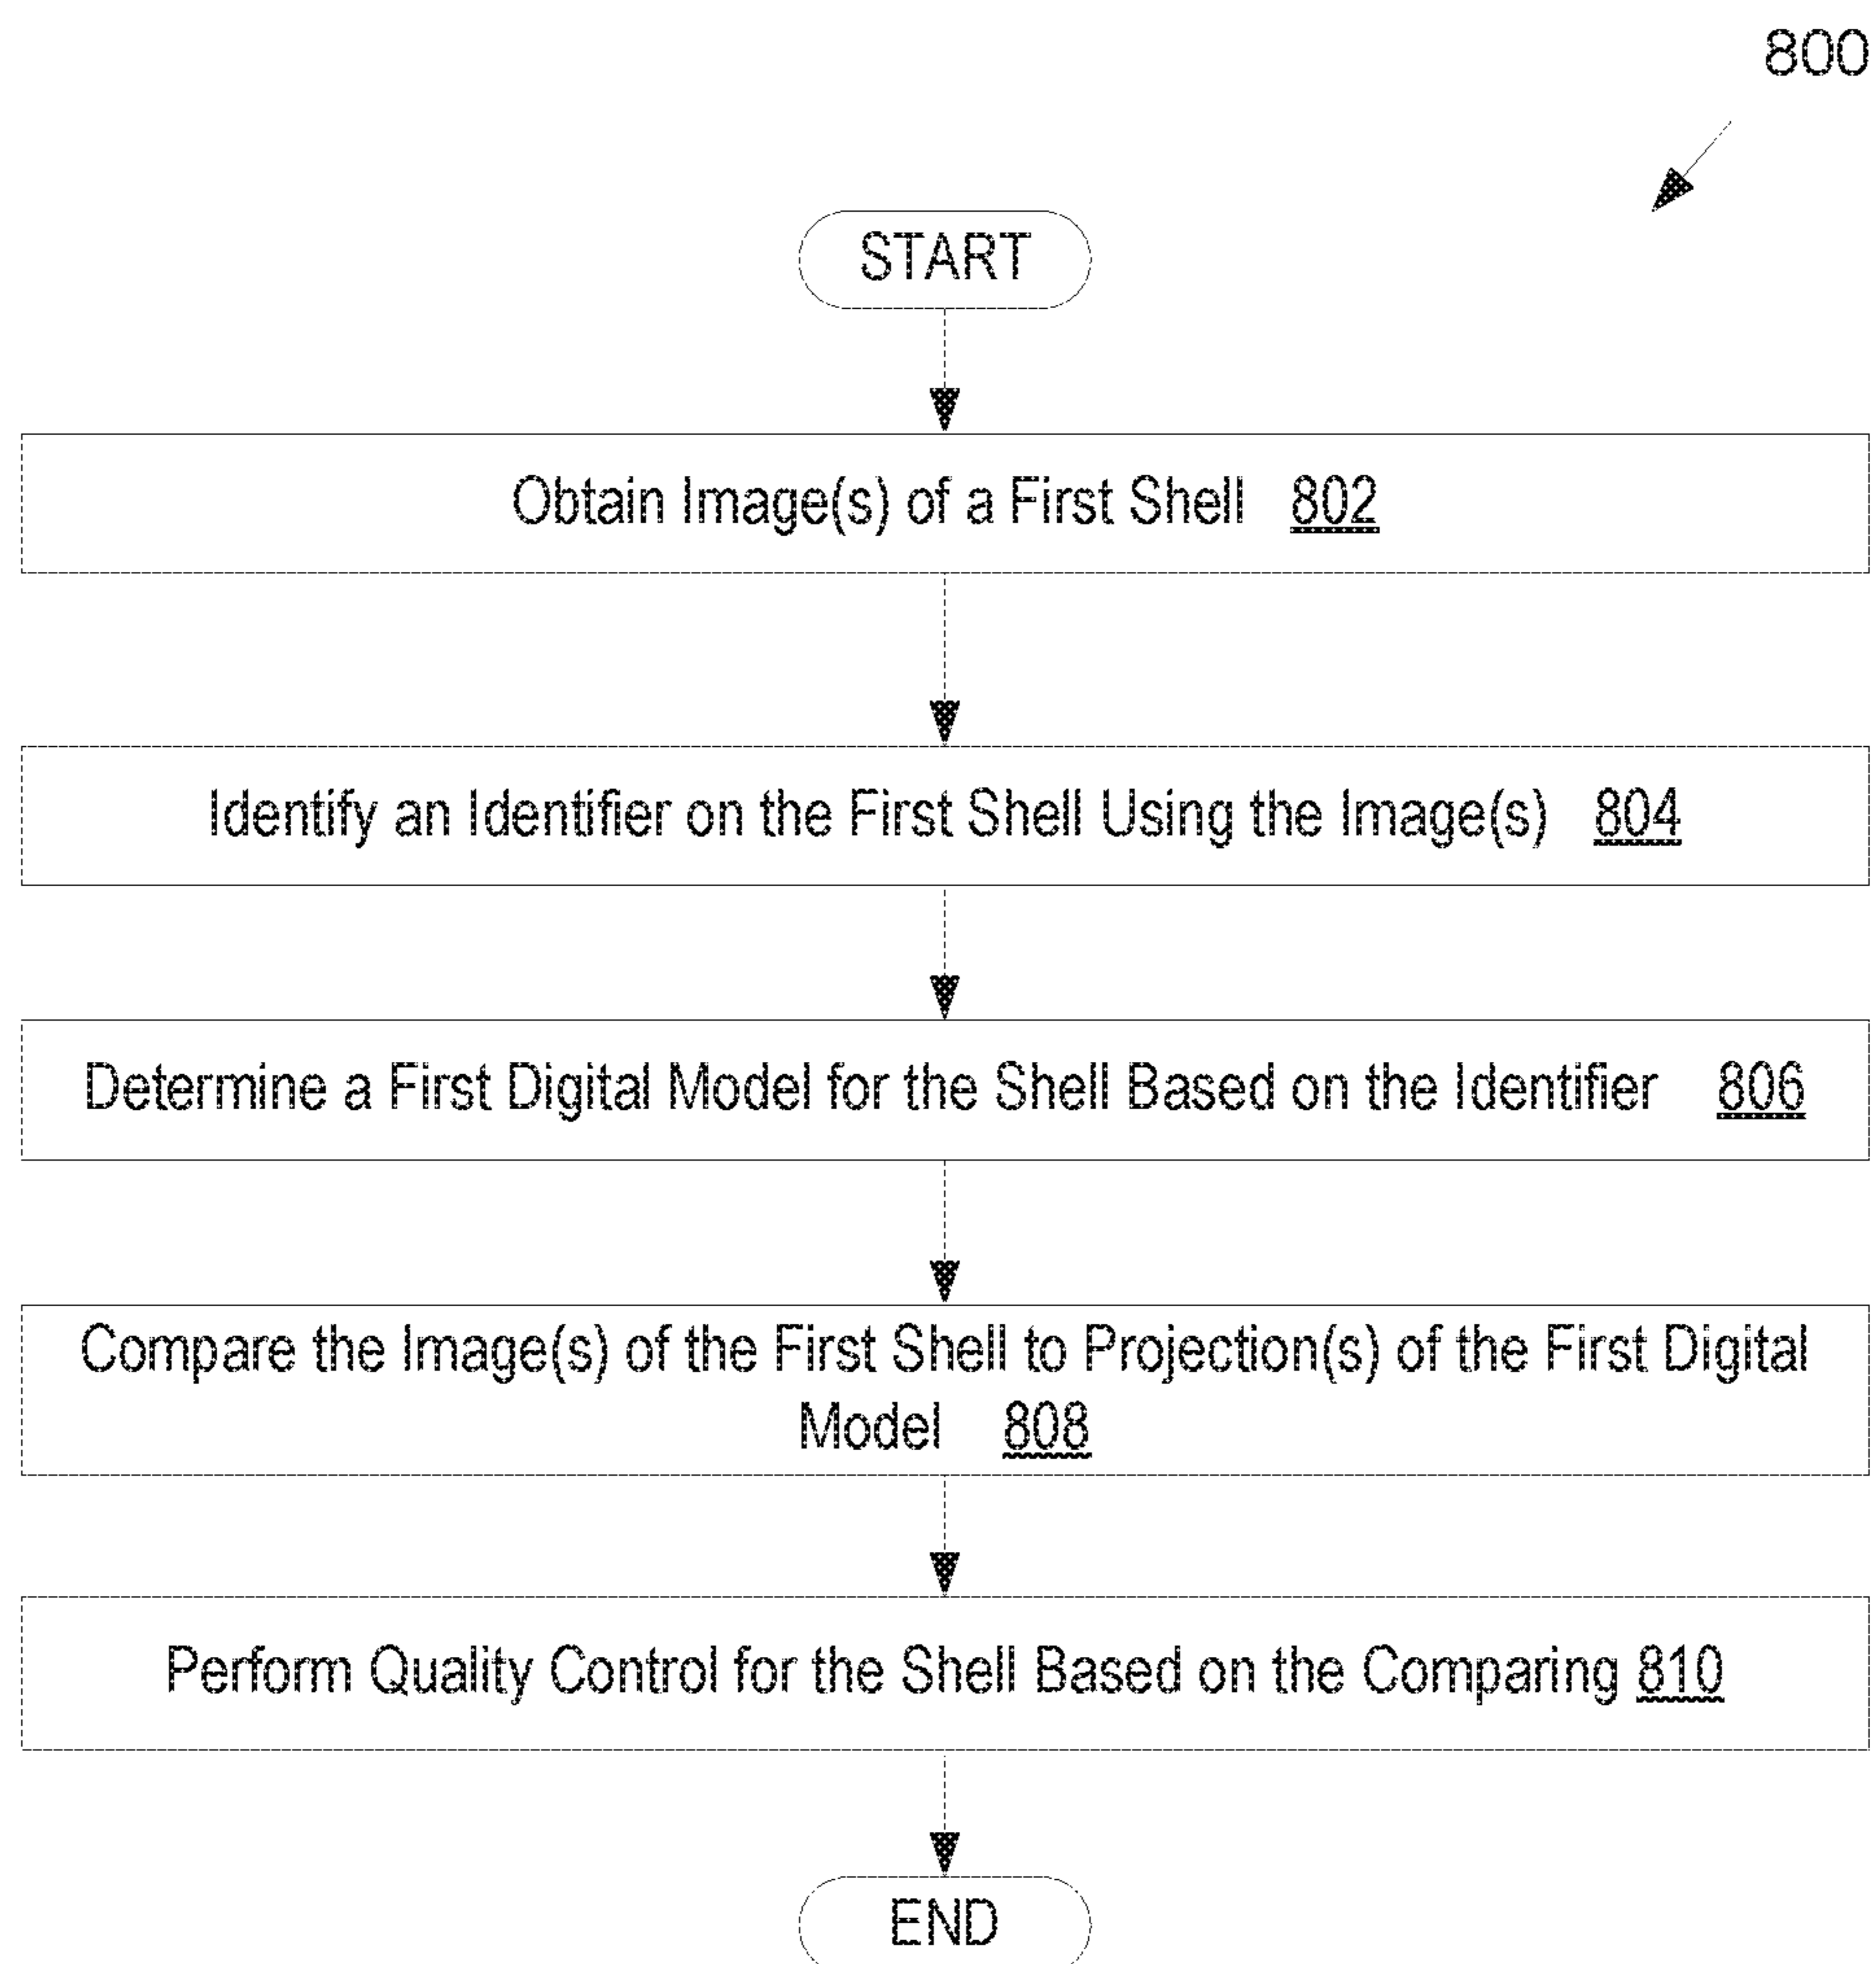 800
START
Obtain Image(s) of a First Shell 802
Identify an Identifier on the First Shell Using the Image(s) 804
Determine a First Digital Model for the Shell Based on the Identifier 806
Compare the Image(s) of the First Shell to Projection(s) of the First Digital
Model 808
Perform Quality Control for the Shell Based on the Comparing 810
END